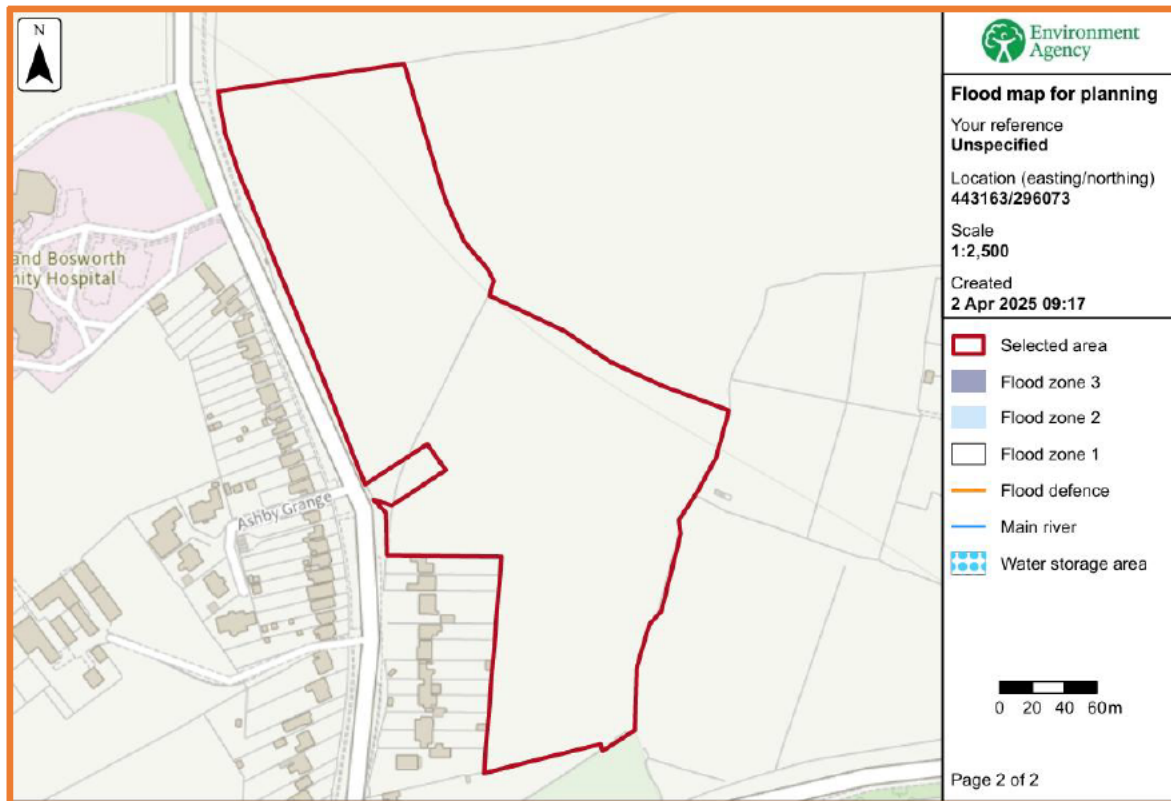 N
and Bosworth
nity Hospital
Ashby Grange
Environment
Agency
Flood map for planning
Your reference
Unspecified
Location (easting/northing)
443163/296073
Scale
1:2,500
Created
2 Apr 2025 09:17
Selected area
Flood zone 3
Flood zone 2
Flood zone 1
Flood defence
Main river
Water storage area
0 20 40 60m
Page 2 of 2